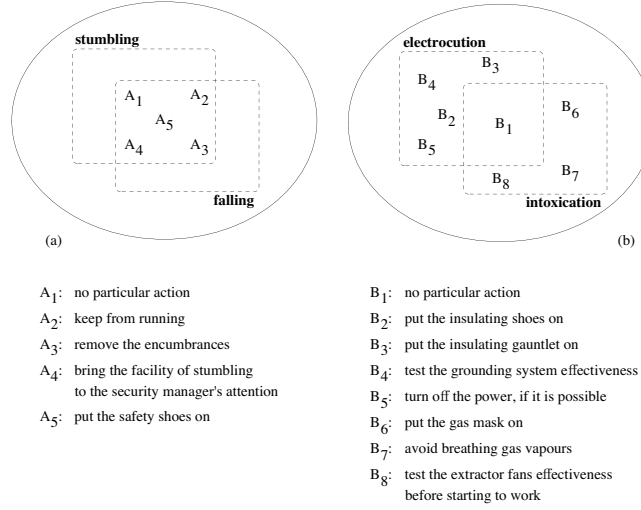 stumbling
A1 A2
A5
A4 A3
falling
(a)
electrocution
B3
B4
B2 B1 B6
B5
B8 B7
intoxication
(b)
A1: no particular action
A2: keep from running
A3: remove the encumbrances
A4: bring the facility of stumbling
to the security manager's attention
A5: put the safety shoes on
B1: no particular action
B2: put the insulating shoes on
B3: put the insulating gauntlet on
B4: test the grounding system effectiveness
B5: turn off the power, if it is possible
B6: put the gas mask on
B7: avoid breathing gas vapours
B8: test the extractor fans effectiveness
before starting to work